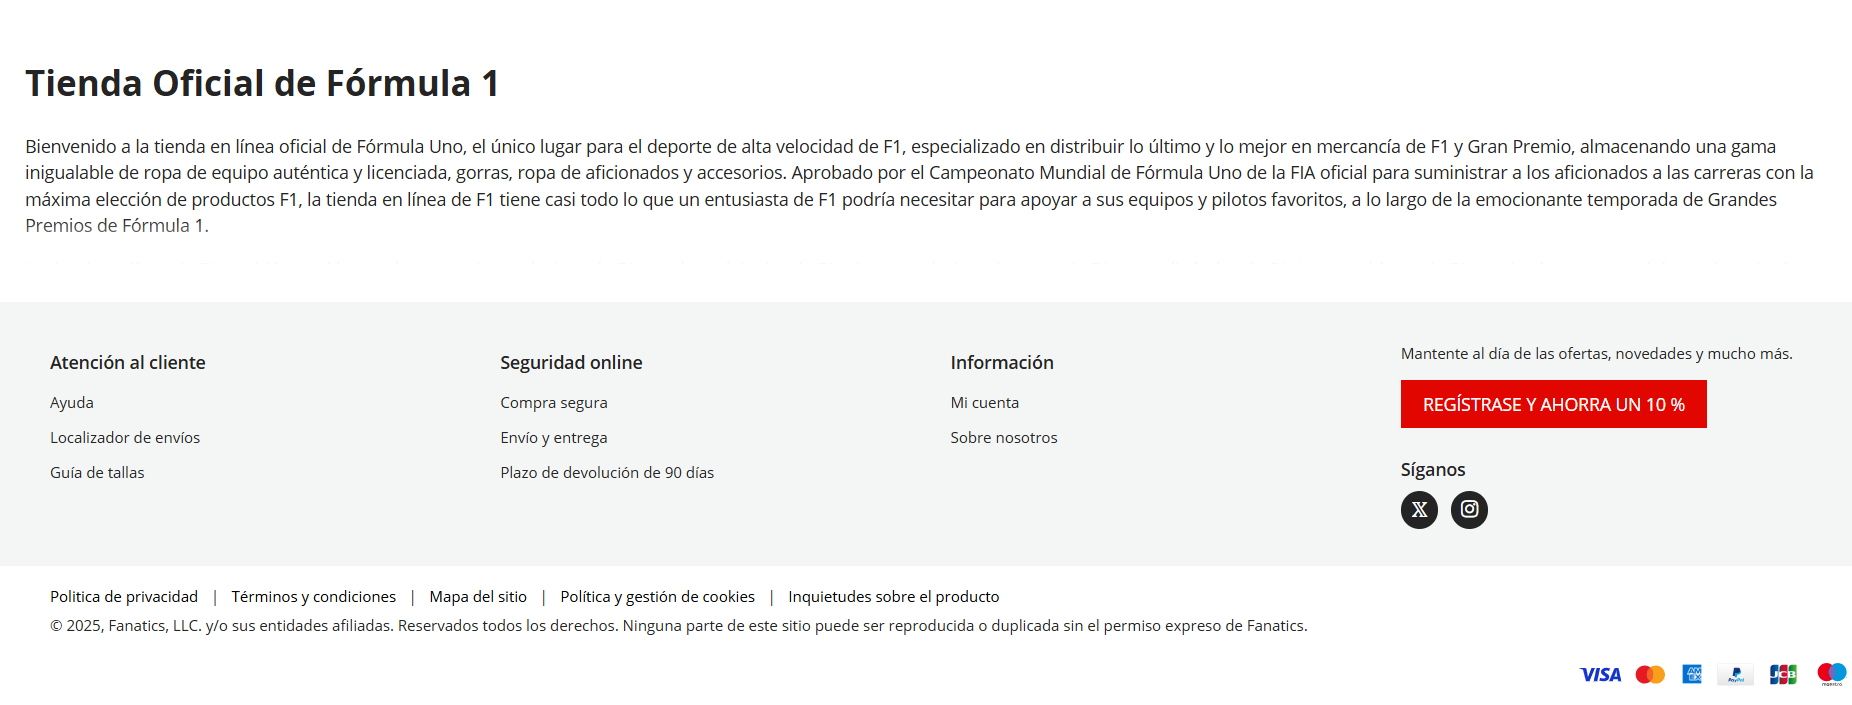 Tienda Oficial de Fórmula 1
Bienvenido a la tienda en línea oficial de Fórmula Uno, el único lugar para el deporte de alta velocidad de F1, especializado en distribuir lo último y lo mejor en mercancía de F1 y Gran Premio, almacenando una gama
inigualable de ropa de equipo auténtica y licenciada, gorras, ropa de aficionados y accesorios. Aprobado por el Campeonato Mundial de Fórmula Uno de la FIA oficial para suministrar a los aficionados a las carreras con la
máxima elección de productos F1, la tienda en línea de F1 tiene casi todo lo que un entusiasta de F1 podría necesitar para apoyar a sus equipos y pilotos favoritos, a lo largo de la emocionante temporada de Grandes
Premios de Fórmula 1.
Atención al cliente
Ayuda
Localizador de envíos
Guía de tallas
Seguridad online
Compra segura
Envío y entrega
Plazo de devolución de 90 días
Información
Mi cuenta
Sobre nosotros
Mantente al día de las ofertas, novedades y mucho más.
REGÍSTRASE Y AHORRA UN 10 %
Síganos
Politica de privacidad | Términos y condiciones | Mapa del sitio | Política y gestión de cookies | Inquietudes sobre el producto
© 2025, Fanatics, LLC. y/o sus entidades afiliadas. Reservados todos los derechos. Ninguna parte de este sitio puede ser reproducida o duplicada sin el permiso expreso de Fanatics.
VISA AMEX PayPal JCB maestro